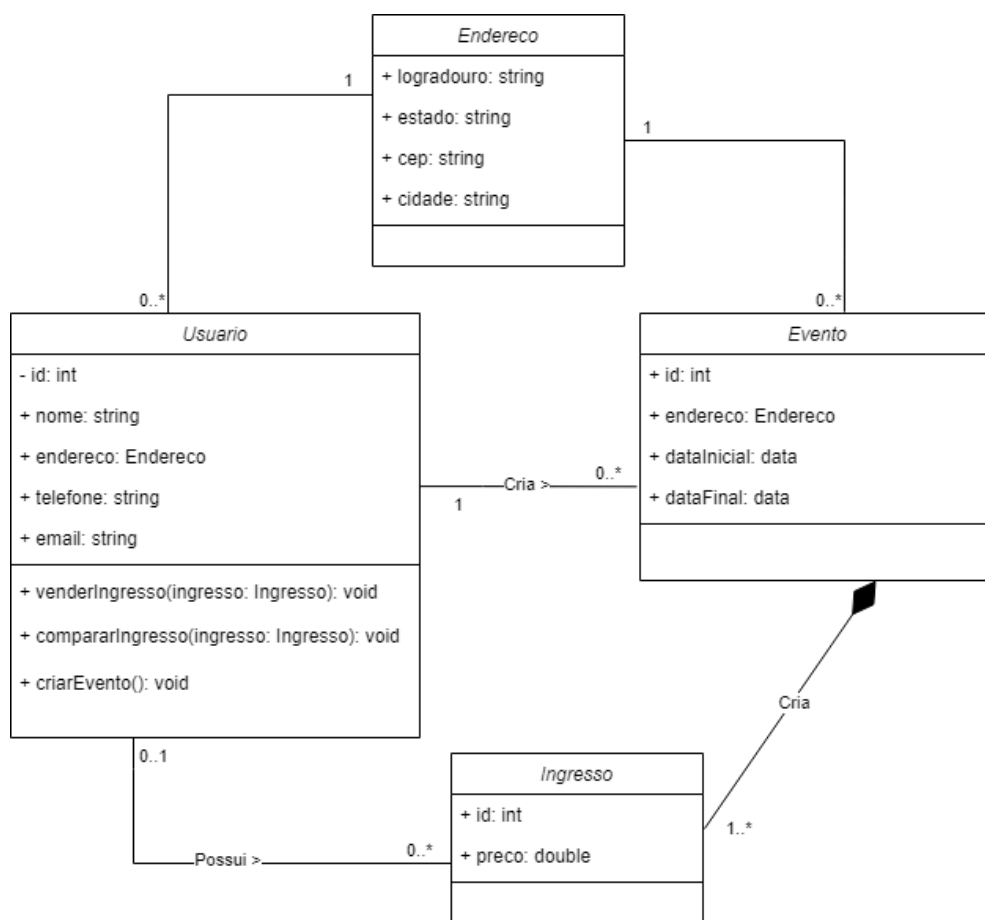 Endereco
+ logradouro: string
+ estado: string
+ cep: string
+ cidade: string
1
1
0..*
0..*
Usuario
- id: int
+ nome: string
+ endereco: Endereco
+ telefone: string
+ email: string
+ venderIngresso(ingresso: Ingresso): void
+ compararIngresso(ingresso: Ingresso): void
+ criarEvento(): void
1
Cria >
0..*
Evento
+ id: int
+ endereco: Endereco
+ dataInicial: data
+ dataFinal: data
Cria
1..*
0..1
Possui >
0..*
Ingresso
+ id: int
+ preco: double